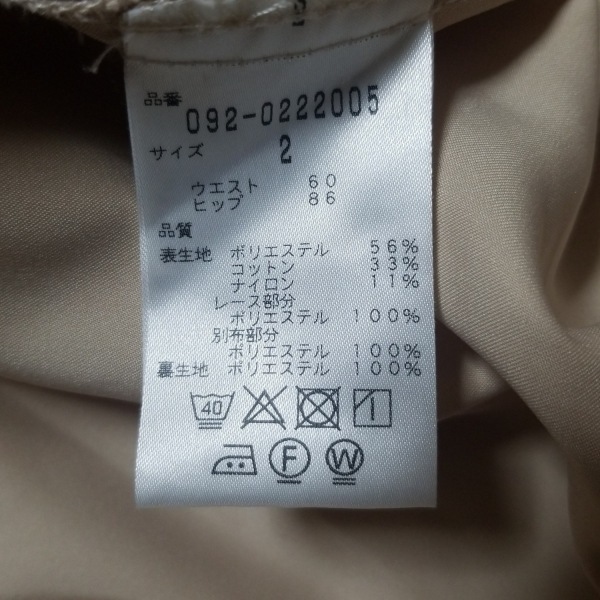 品番 092-0222005
サイズ 2
ウエスト 60
ヒップ 86
品質
表生地 ポリエステル 56%
コットン 33%
ナイロン 11%
レース部分
ポリエステル 100%
別布部分
ポリエステル 100%
裏生地 ポリエステル 100%
40
F W